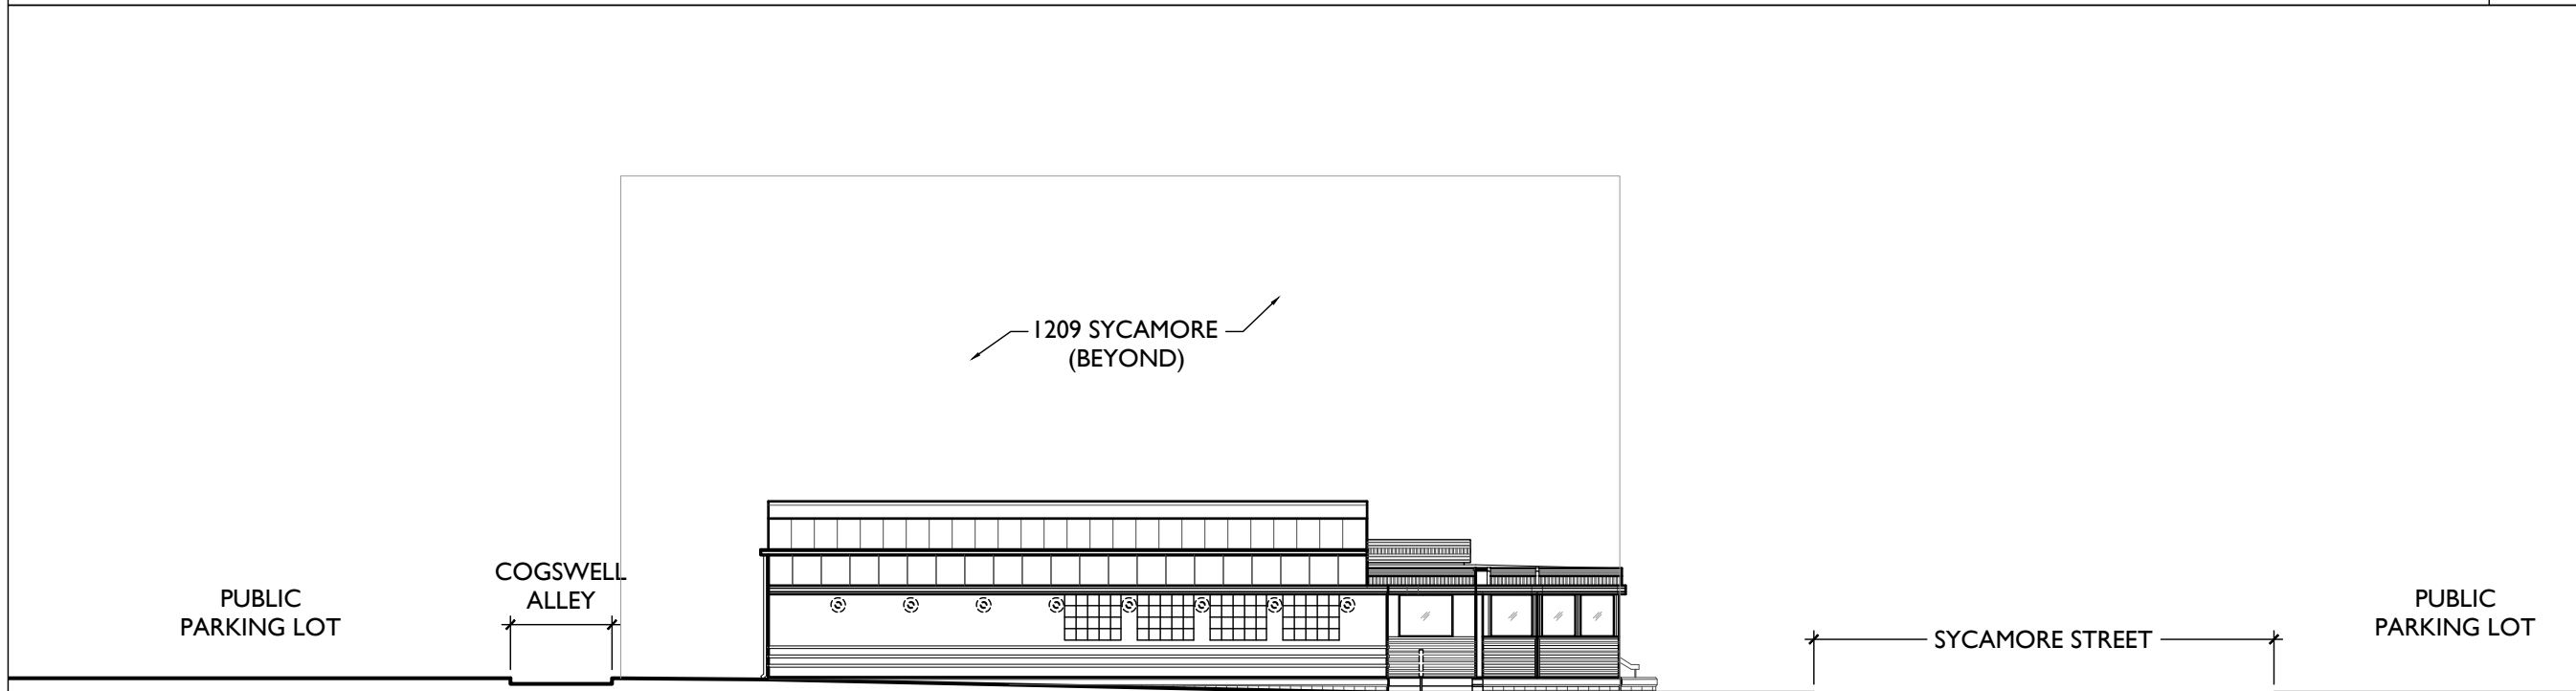 1209 SYCAMORE
(BEYOND)
PUBLIC
PARKING LOT
COGSWELL
ALLEY
SYCAMORE STREET
PUBLIC
PARKING LOT